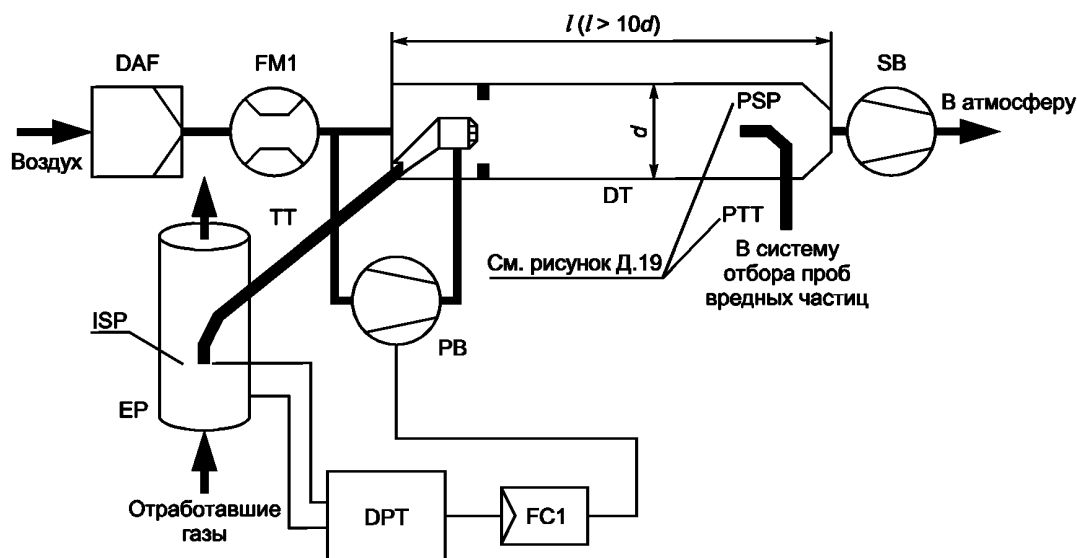 l (l > 10d)
DAF
FM1
SB
PSP
В атмосферу
d
Воздух
DT
TT
PTT
В систему
отбора проб
вредных частиц
См. рисунок Д.19
ISP
PB
EP
Отработавшие
газы
DPT
FC1